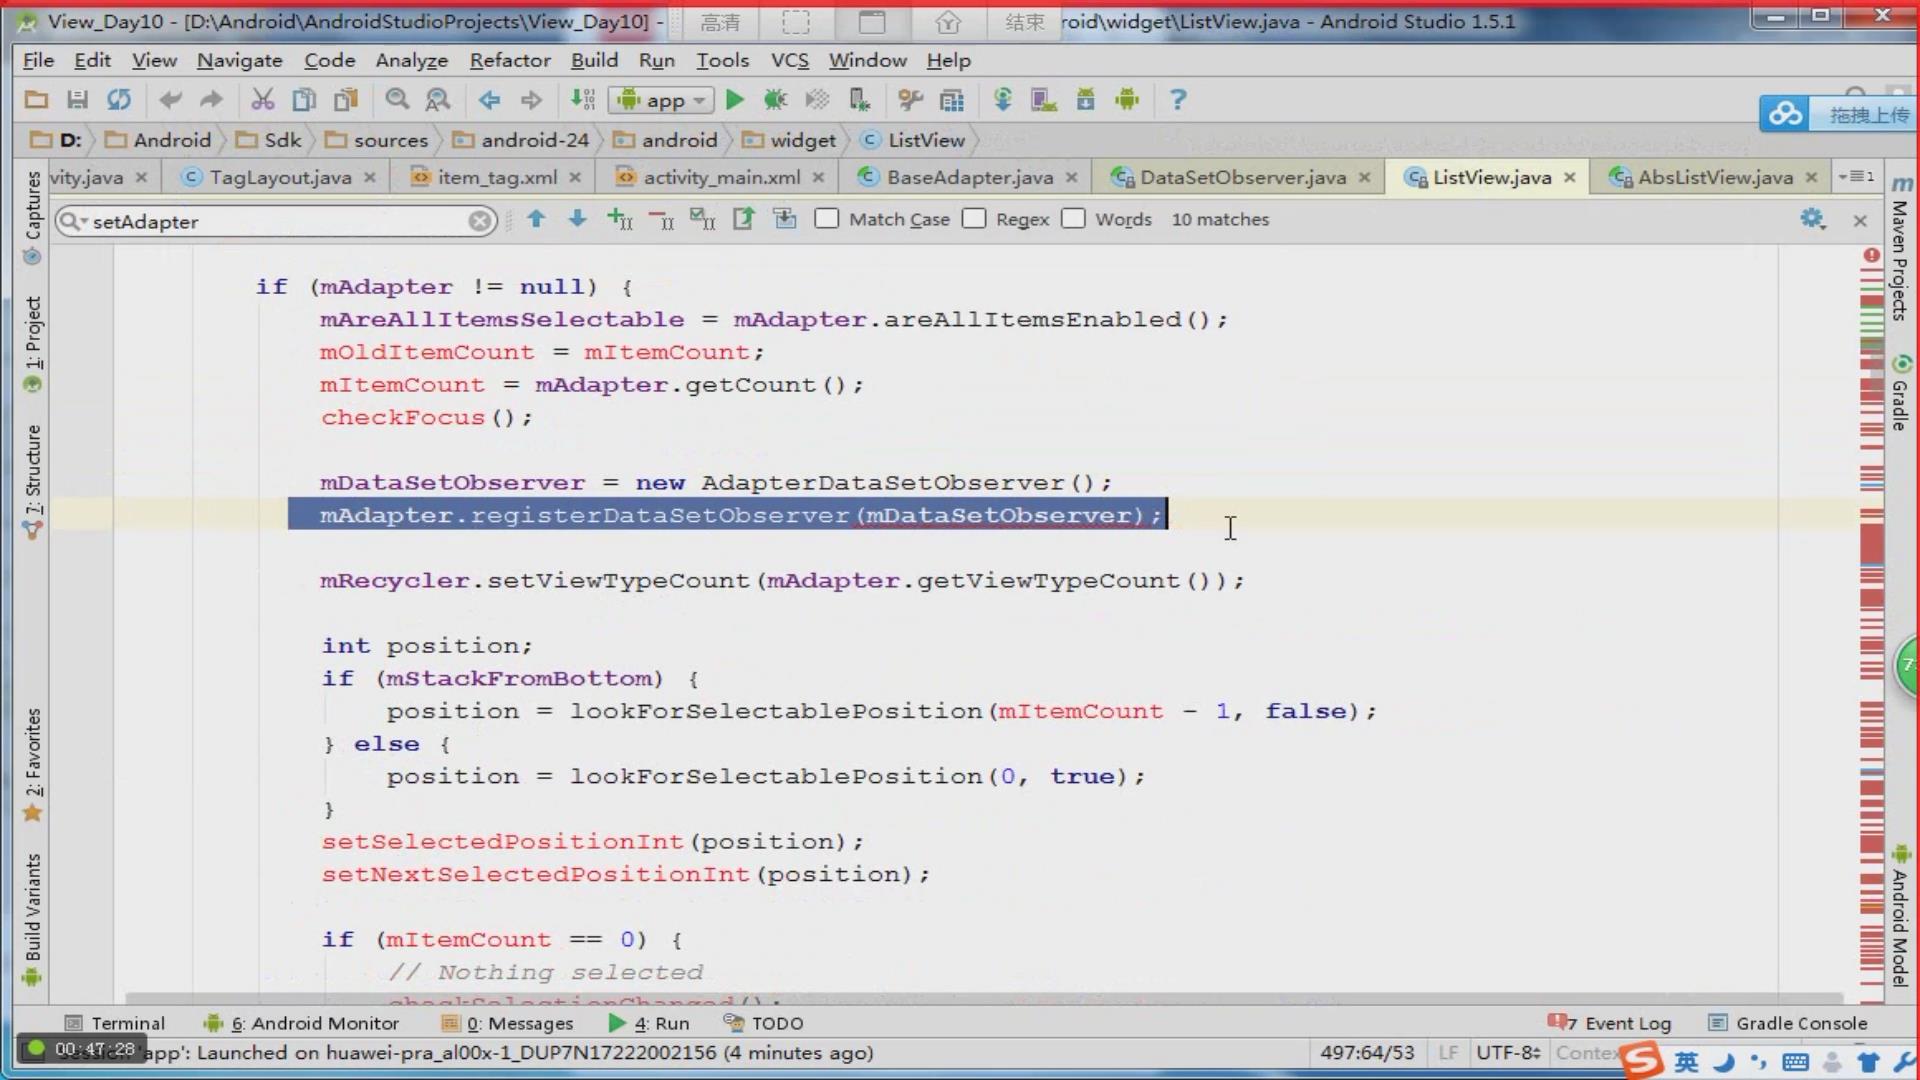 View_Day10 - [D:\Android\AndroidStudioProjects\View_Day10] - 高清 结束 roid\widget\ListView.java - Android Studio 1.5.1
File Edit View Navigate Code Analyze Refactor Build Run Tools VCS Window Help
app
拖拽上传
D: Android Sdk sources android-24 android widget ListView
vity.java TagLayout.java item_tag.xml activity_main.xml BaseAdapter.java DataSetObserver.java ListView.java AbsListView.java 1
setAdapter Match Case Regex Words 10 matches
if (mAdapter != null) {
mAreAllItemsSelectable = mAdapter.areAllItemsEnabled();
mOldItemCount = mItemCount;
mItemCount = mAdapter.getCount();
checkFocus();
mDataSetObserver = new AdapterDataSetObserver();
mAdapter.registerDataSetObserver(mDataSetObserver);
mRecycler.setViewTypeCount(mAdapter.getViewTypeCount());
int position;
if (mStackFromBottom) {
position = lookForSelectablePosition(mItemCount - 1, false);
} else {
position = lookForSelectablePosition(0, true);
}
setSelectedPositionInt(position);
setNextSelectedPositionInt(position);
if (mItemCount == 0) {
// Nothing selected
checkSelectionChanged();
Captures
1: Project
7: Structure
2: Favorites
Build Variants
m
Maven Projects
Gradle
7
Android Model
Terminal 6: Android Monitor 0: Messages 4: Run TODO 7 Event Log Gradle Console
00:47:28 'app': Launched on huawei-pra_al00x-1_DUP7N17222002156 (4 minutes ago) 497:64/53 LF UTF-8 Contex
S 英